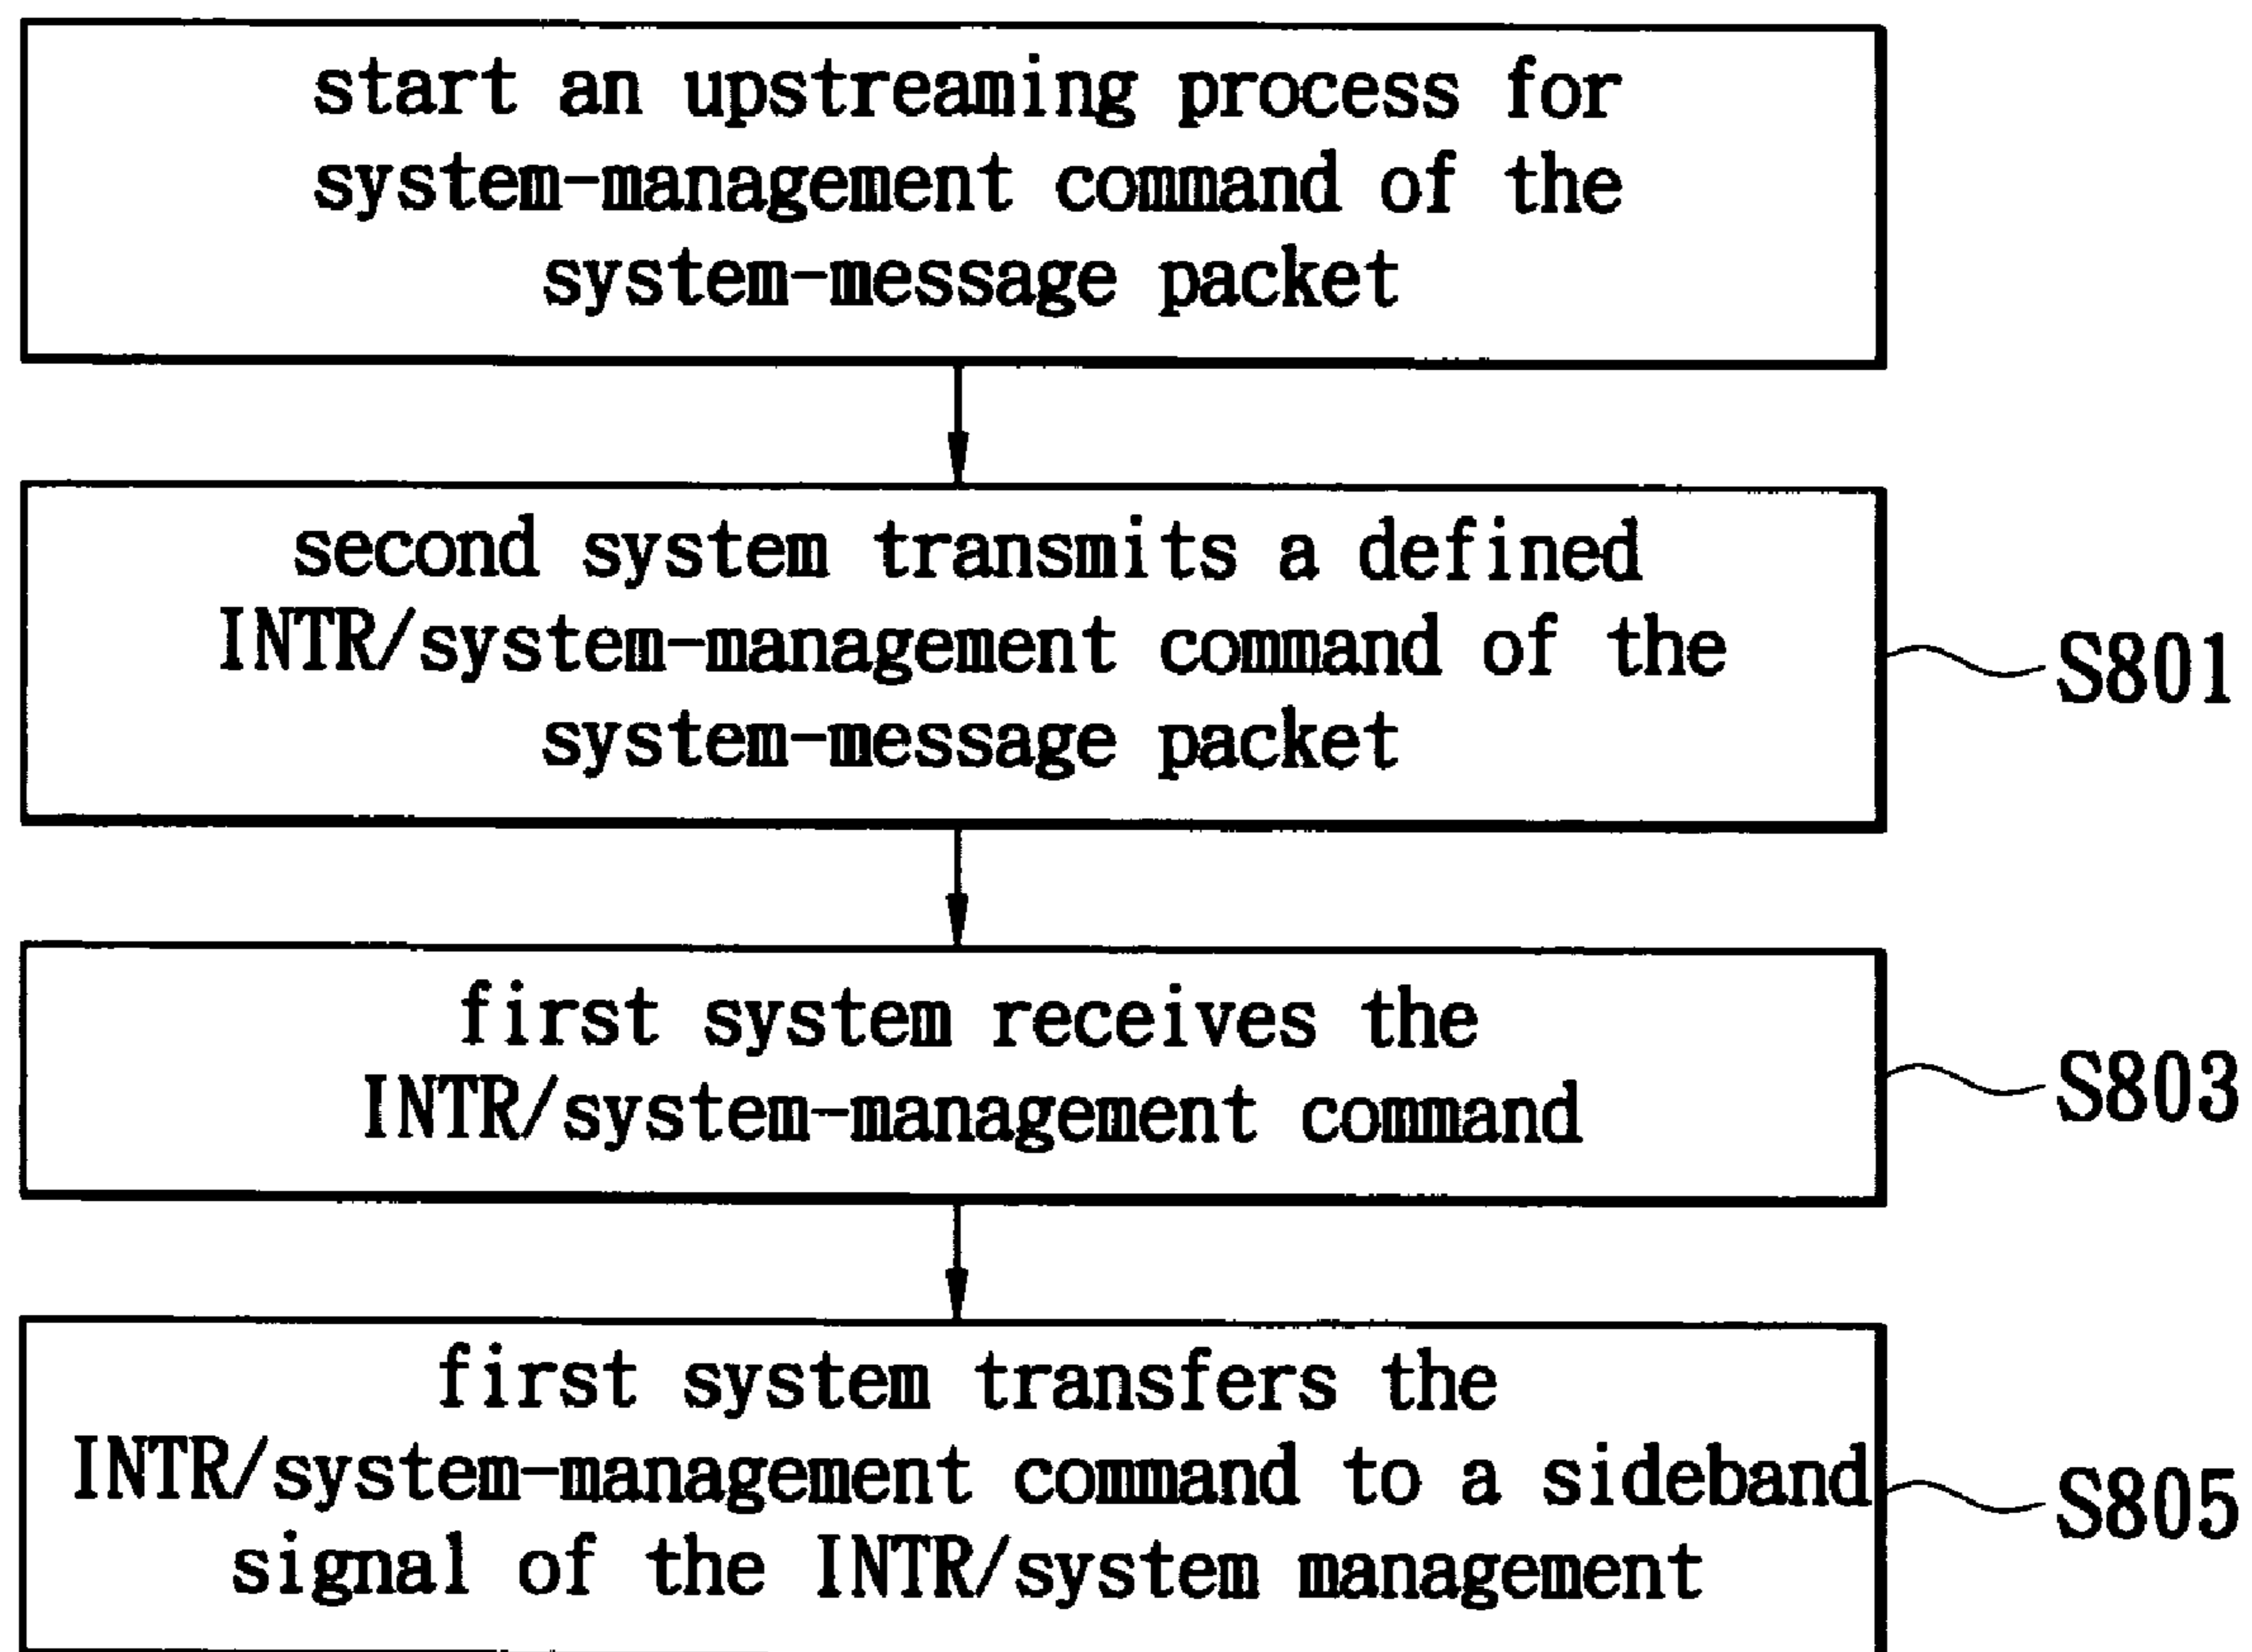 start an upstreaming process for
system-management command of the
system-message packet
second system transmits a defined
INTR/system-management command of the
system-message packet
S801
first system receives the
INTR/system-management command
S803
first system transfers the
INTR/system-management command to a sideband
signal of the INTR/system management
S805